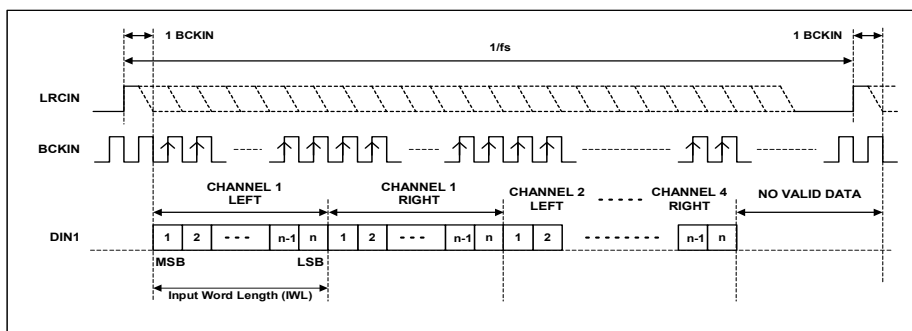 1 BCKIN
1 BCKIN
1/fs
LRCIN
BCKIN
CHANNEL 1
LEFT
CHANNEL 1
RIGHT
CHANNEL 2
LEFT
CHANNEL 4
RIGHT
NO VALID DATA
DIN1
1 2 n-1 n 1 2 n-1 n 1 2 n-1 n
MSB
LSB
Input Word Length (IWL)